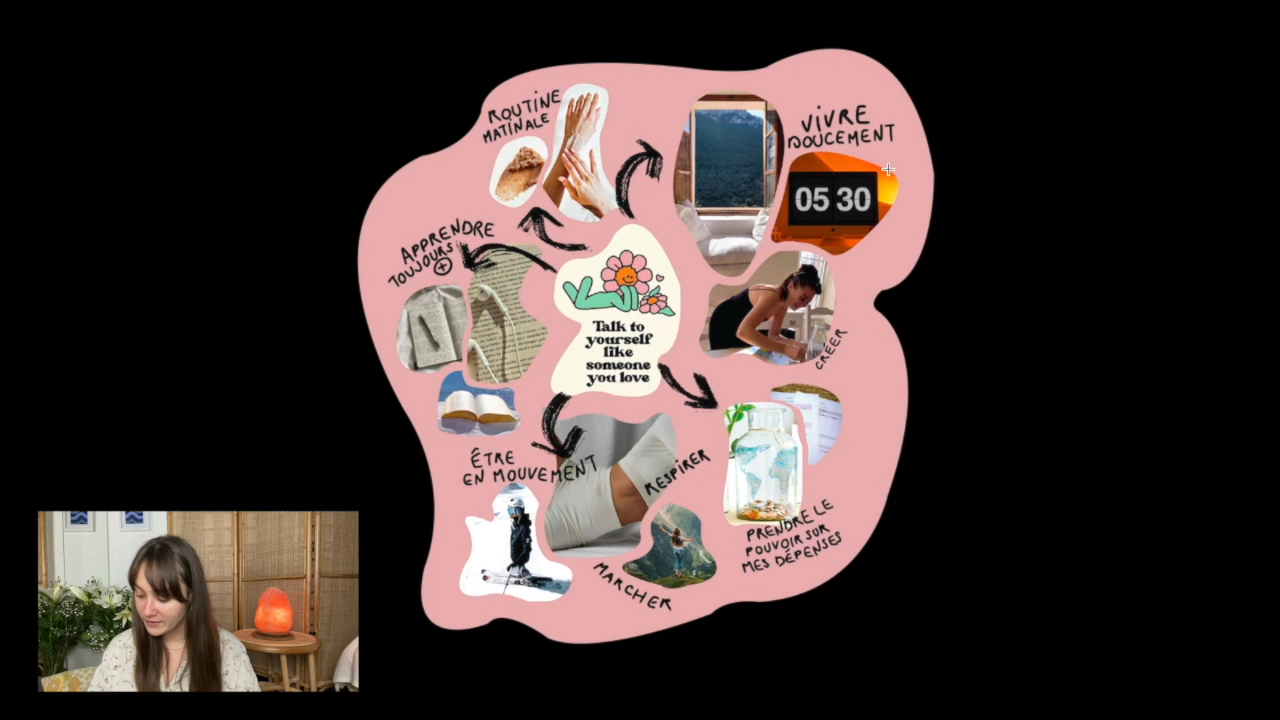 ROUTINE
MATINALE
VIVRE
DOUCEMENT
05 30
APPRENDRE
TOUJOURS
+
Talk to
yourself
like
someone
you love
CRÉER
ÊTRE
EN MOUVEMENT
RESPIRER
MARCHER
PRENDRE LE
POUVOIR SUR
MES DÉPENSES